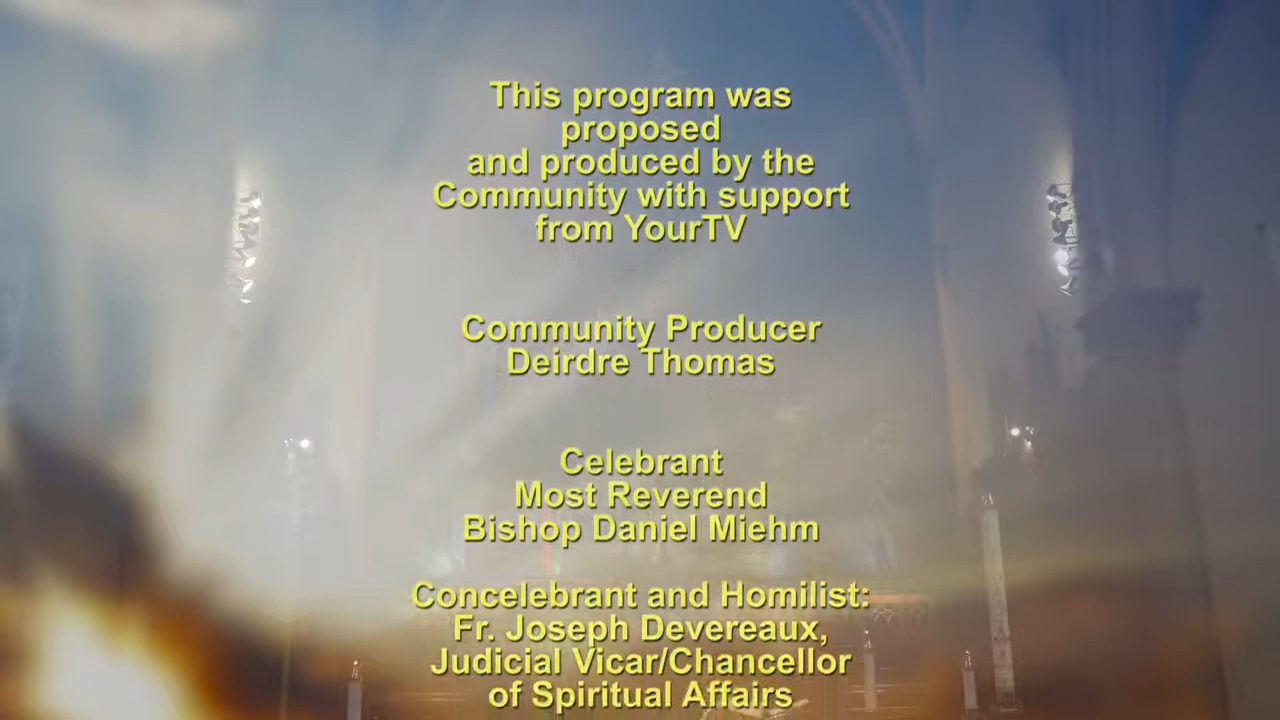 This program was
proposed
and produced by the
Community with support
from YourTV
Community Producer
Deirdre Thomas
Celebrant
Most Reverend
Bishop Daniel Miehm
Concelebrant and Homilist:
Fr. Joseph Devereaux,
Judicial Vicar/Chancellor
of Spiritual Affairs